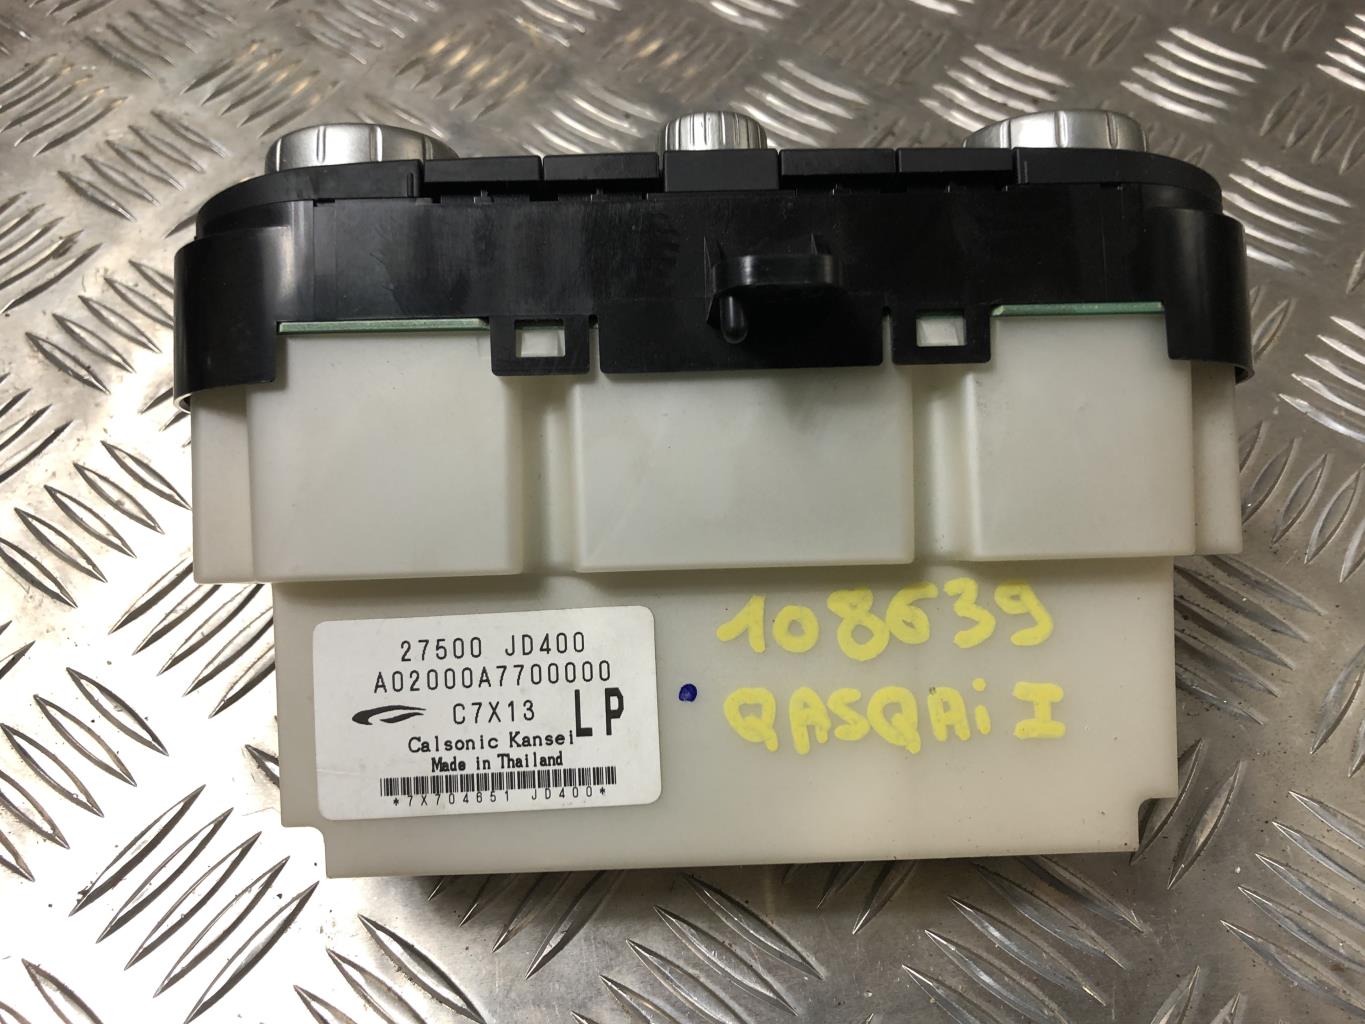 27500 JD400
A02000A7700000
C7X13 LP
Calsonic Kansei
Made in Thailand
*7X704651 JD400*
108639
QASQAi I